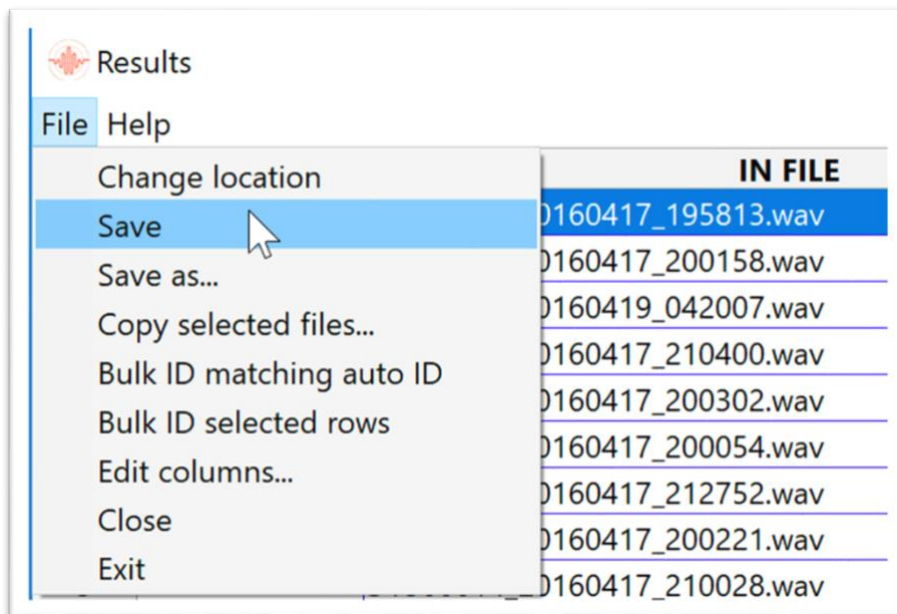 Results
File Help
Change location
IN FILE
Save
0160417_195813.wav
0160417_200158.wav
Save as...
0160419_042007.wav
Copy selected files...
0160417_210400.wav
Bulk ID matching auto ID
0160417_200302.wav
Bulk ID selected rows
0160417_200054.wav
Edit columns...
0160417_212752.wav
Close
0160417_200221.wav
Exit
20160417_210028.wav